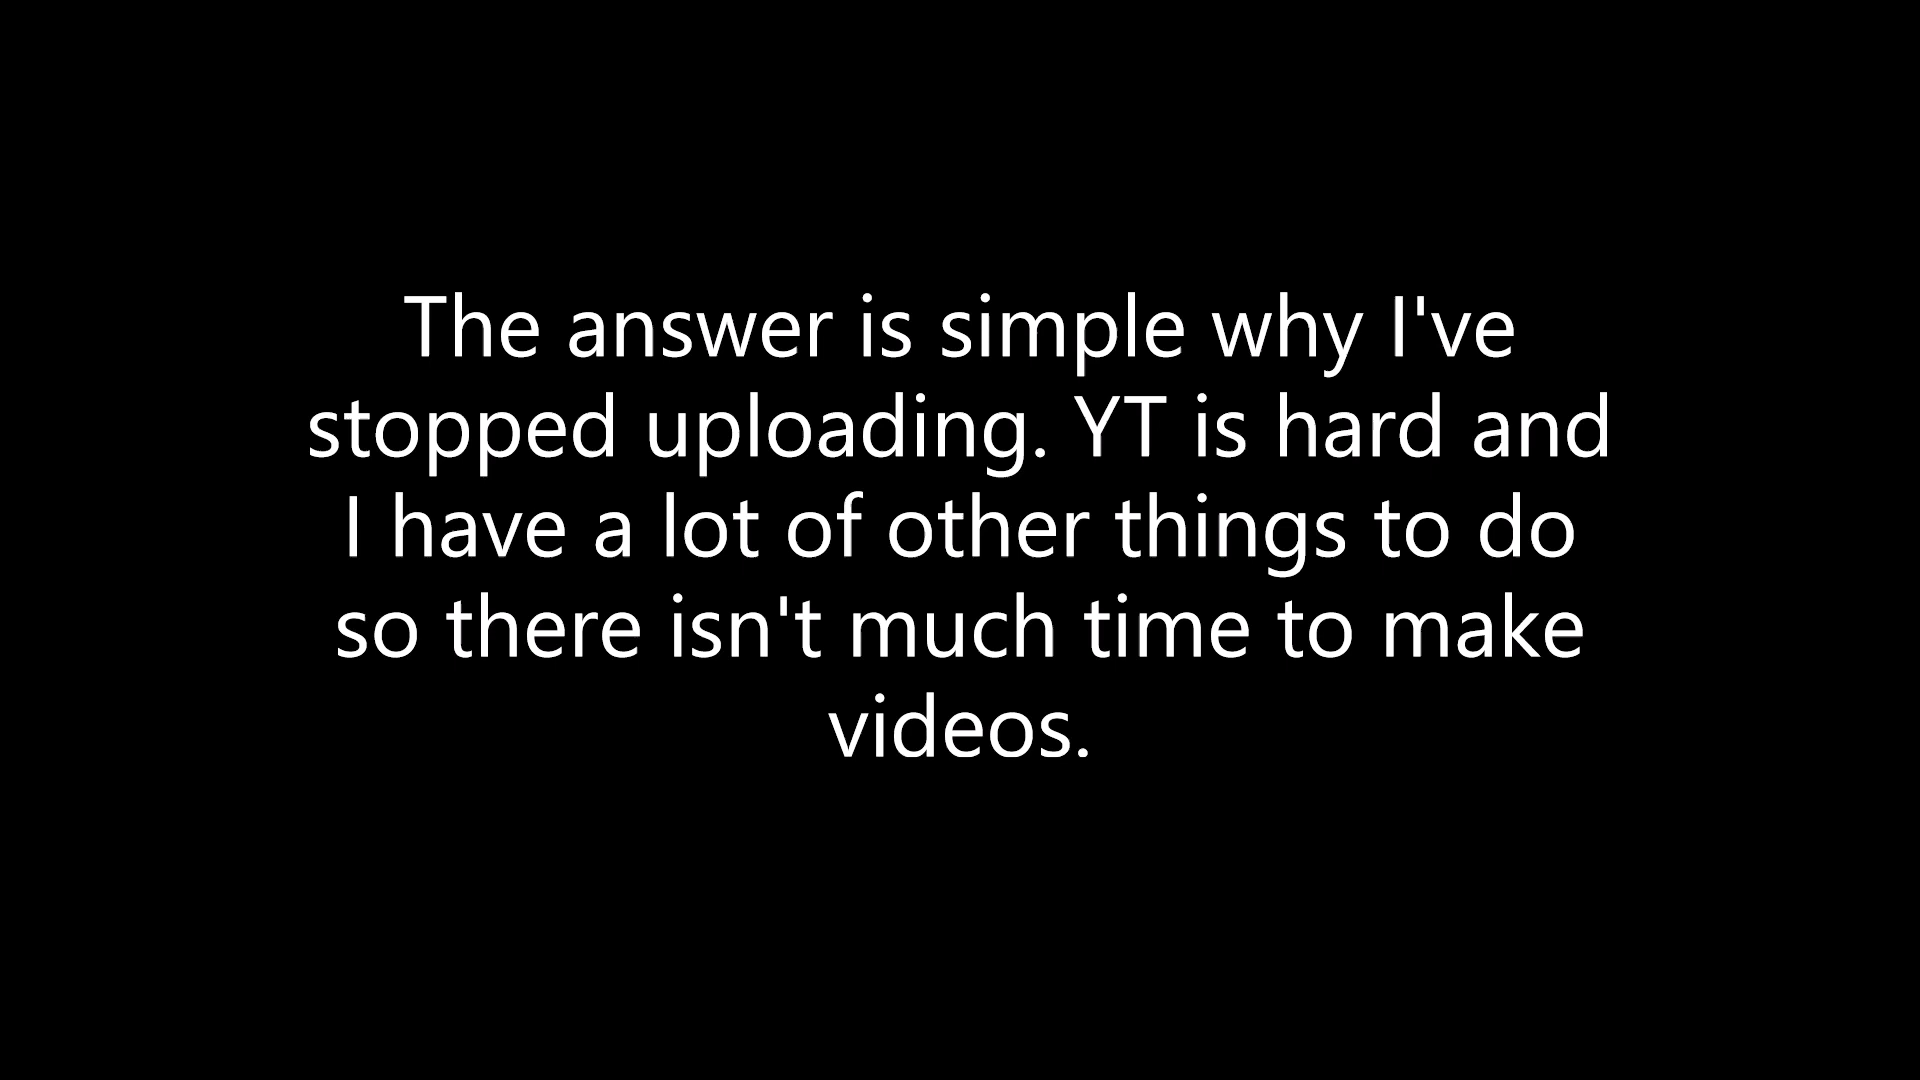 The answer is simple why I've
stopped uploading. YT is hard and
I have a lot of other things to do
so there isn't much time to make
videos.